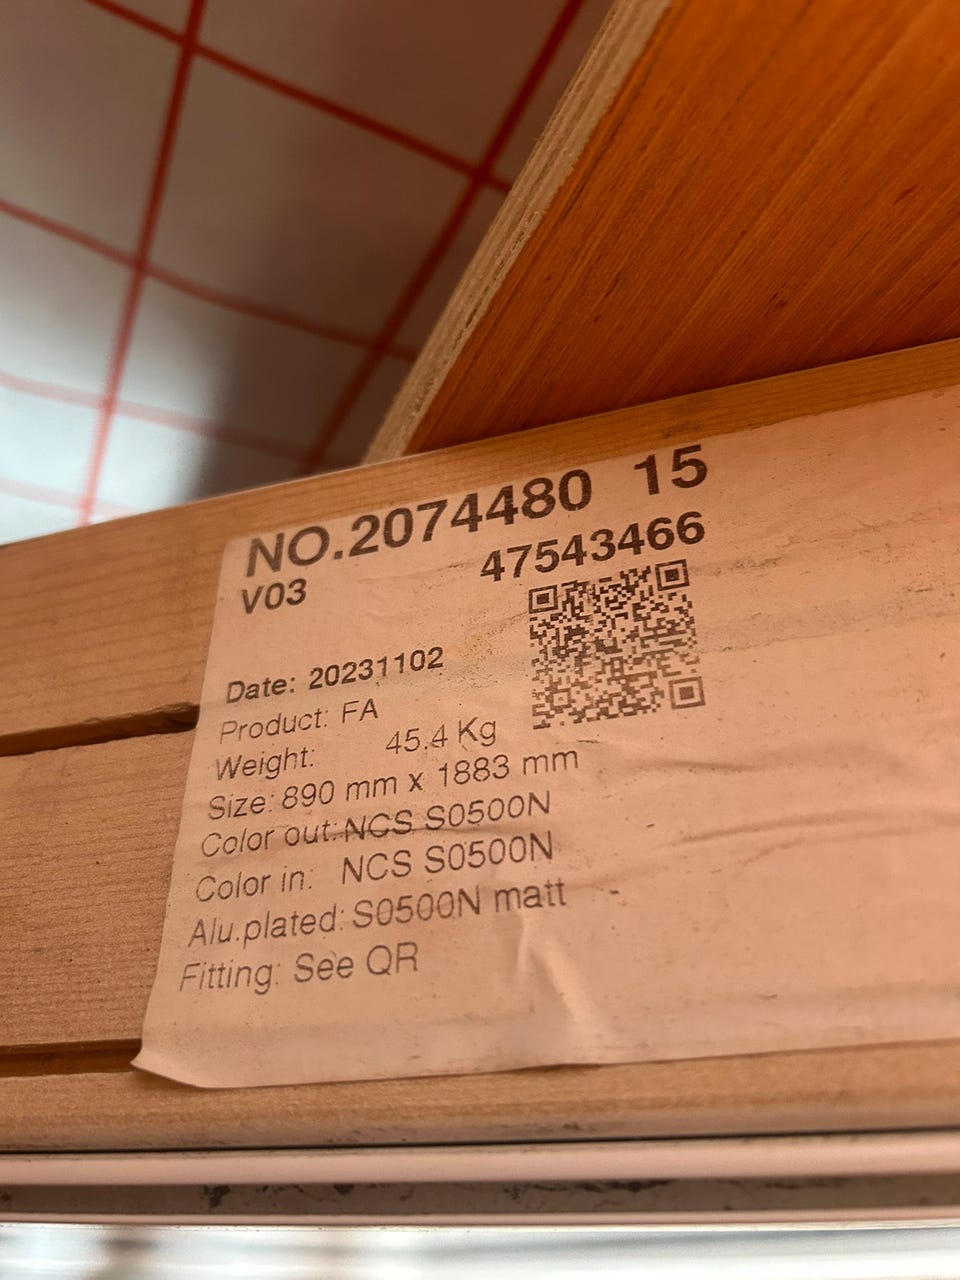 NO.2074480 15
V03 47543466
Date: 20231102
Product: FA
Weight: 45.4 Kg
Size: 890 mm x 1883 mm
Color out: NCS S0500N
Color in: NCS S0500N
Alu.plated: S0500N matt
Fitting: See QR